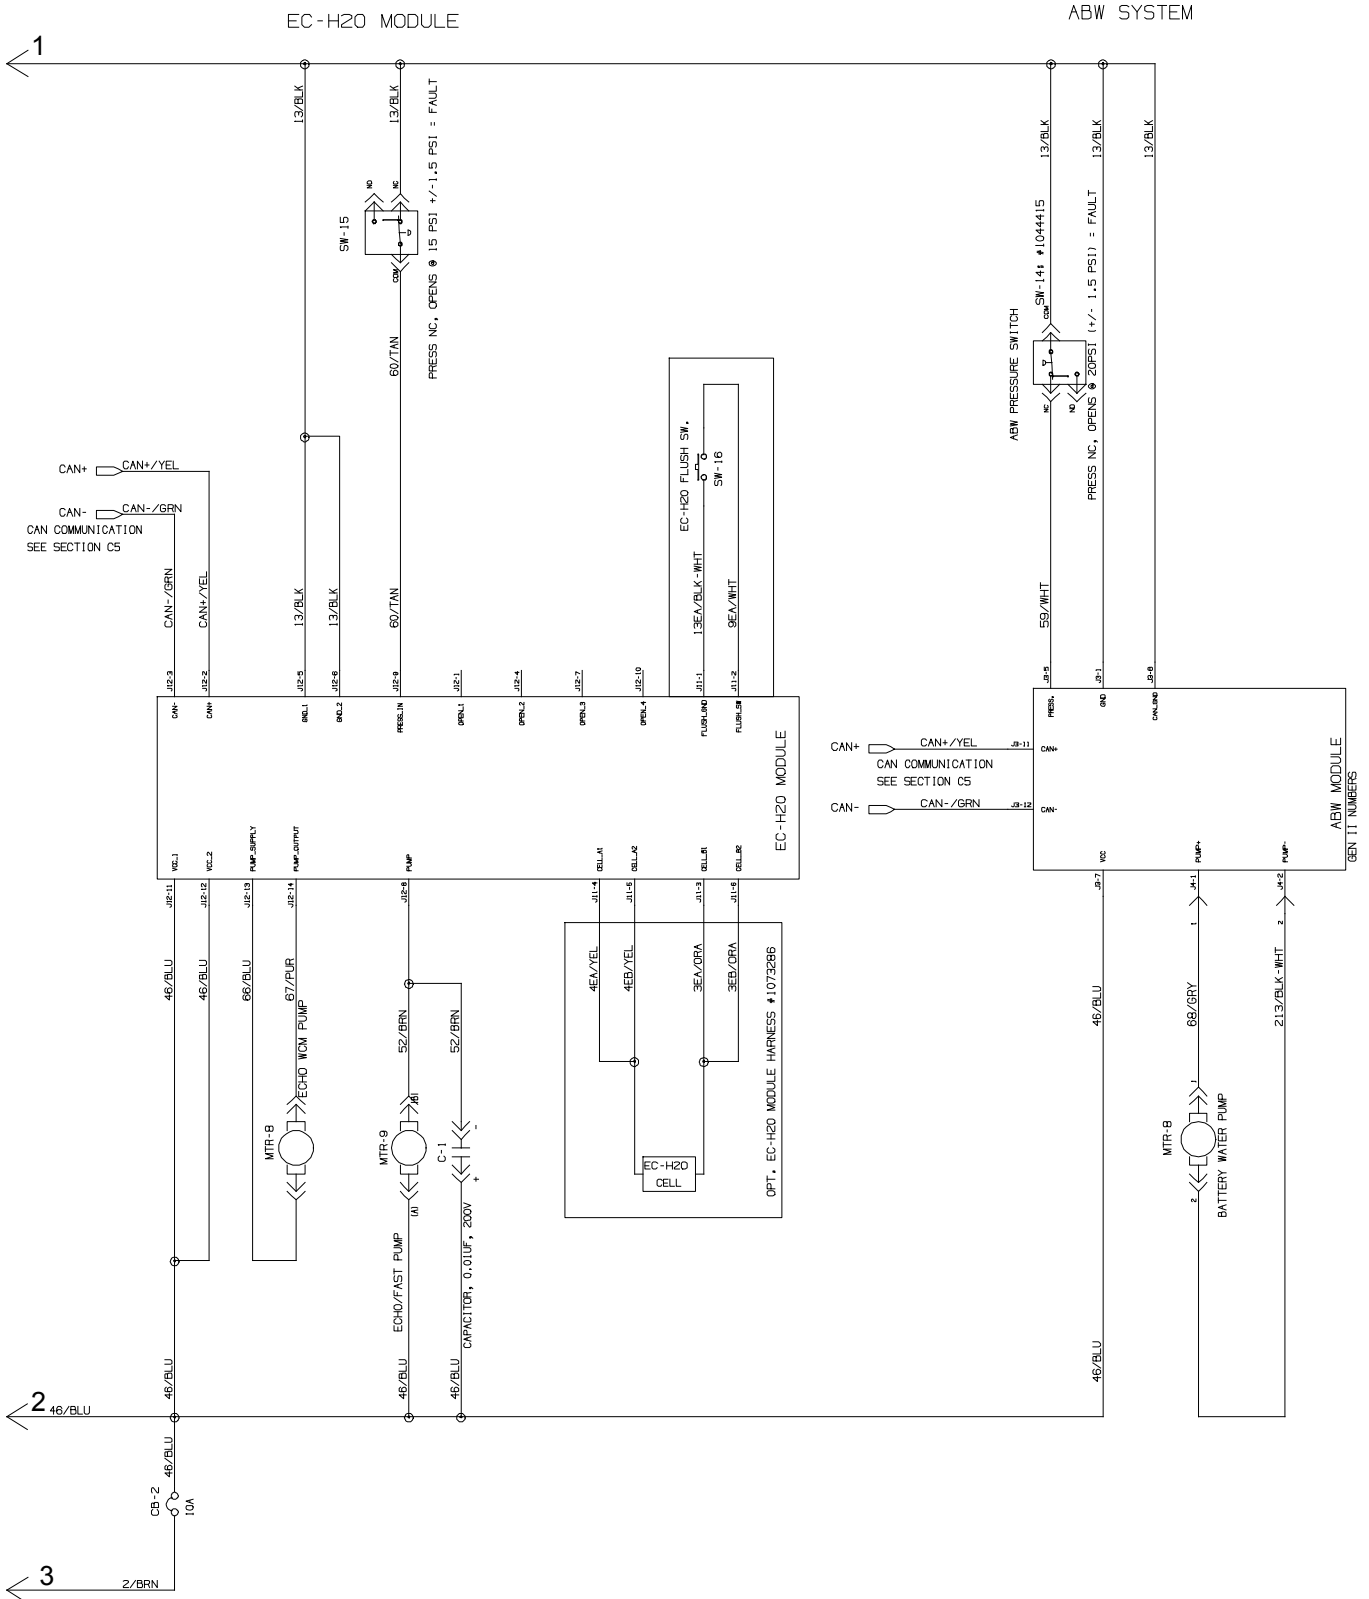 EC-H2O MODULE
ABW SYSTEM
1
13/BLK
13/BLK
PRESS NC, OPENS @ 15 PSI +/-1.5 PSI = FAULT
NO
NC
SW-15
COM
60/TAN
13/BLK
13/BLK
13/BLK
SW-14; #1044415
COM
ABW PRESSURE SWITCH
NC
NO
PRESS NC, OPENS @ 20PSI (+/- 1.5 PSI) = FAULT
EC-H2O FLUSH SW.
SW-16
CAN+
CAN+/YEL
CAN-
CAN-/GRN
CAN COMMUNICATION
SEE SECTION C5
CAN-/GRN
CAN+/YEL
13/BLK
13/BLK
60/TAN
13EA/BLK-WHT
9EA/WHT
59/WHT
J12-3
J12-2
J12-5
J12-6
J12-9
J12-1
J12-4
J12-7
J12-10
J11-1
J11-2
J3-5
J3-1
J9-8
CAN-
CAN+
GND_1
GND_2
PRESS_IN
OPEN_1
OPEN_2
OPEN_3
OPEN_4
FLUSH_GND
FLUSH_SW
PRESS.
GND
CAN_GND
EC-H2O MODULE
CAN+
CAN+/YEL
J3-11
CAN+
CAN COMMUNICATION
SEE SECTION C5
CAN-
CAN-/GRN
J3-12
CAN-
ABW MODULE
GEN II NUMBERS
VCC_1
VCC_2
PUMP_SUPPLY
PUMP_OUTPUT
PUMP
CELL_A1
CELL_A2
CELL_B1
CELL_B2
VCC
PUMP+
PUMP-
J12-11
J12-12
J12-13
J12-14
J12-8
J11-4
J11-5
J11-3
J11-6
J9-7
J4-1
J4-2
1
2
46/BLU
46/BLU
66/BLU
67/PUR
4EA/YEL
4EB/YEL
3EA/ORA
3EB/ORA
46/BLU
68/GRY
213/BLK-WHT
ECHO WCM PUMP
52/BRN
52/BRN
OPT. EC-H2O MODULE HARNESS #1073286
MTR-8
MTR-9
(B)
(A)
C-1
-
+
EC-H2O
CELL
MTR-8
1
2
BATTERY WATER PUMP
ECHO/FAST PUMP
CAPACITOR, 0.01UF, 200V
46/BLU
46/BLU
46/BLU
46/BLU
2
46/BLU
46/BLU
CB-2
10A
3
2/BRN